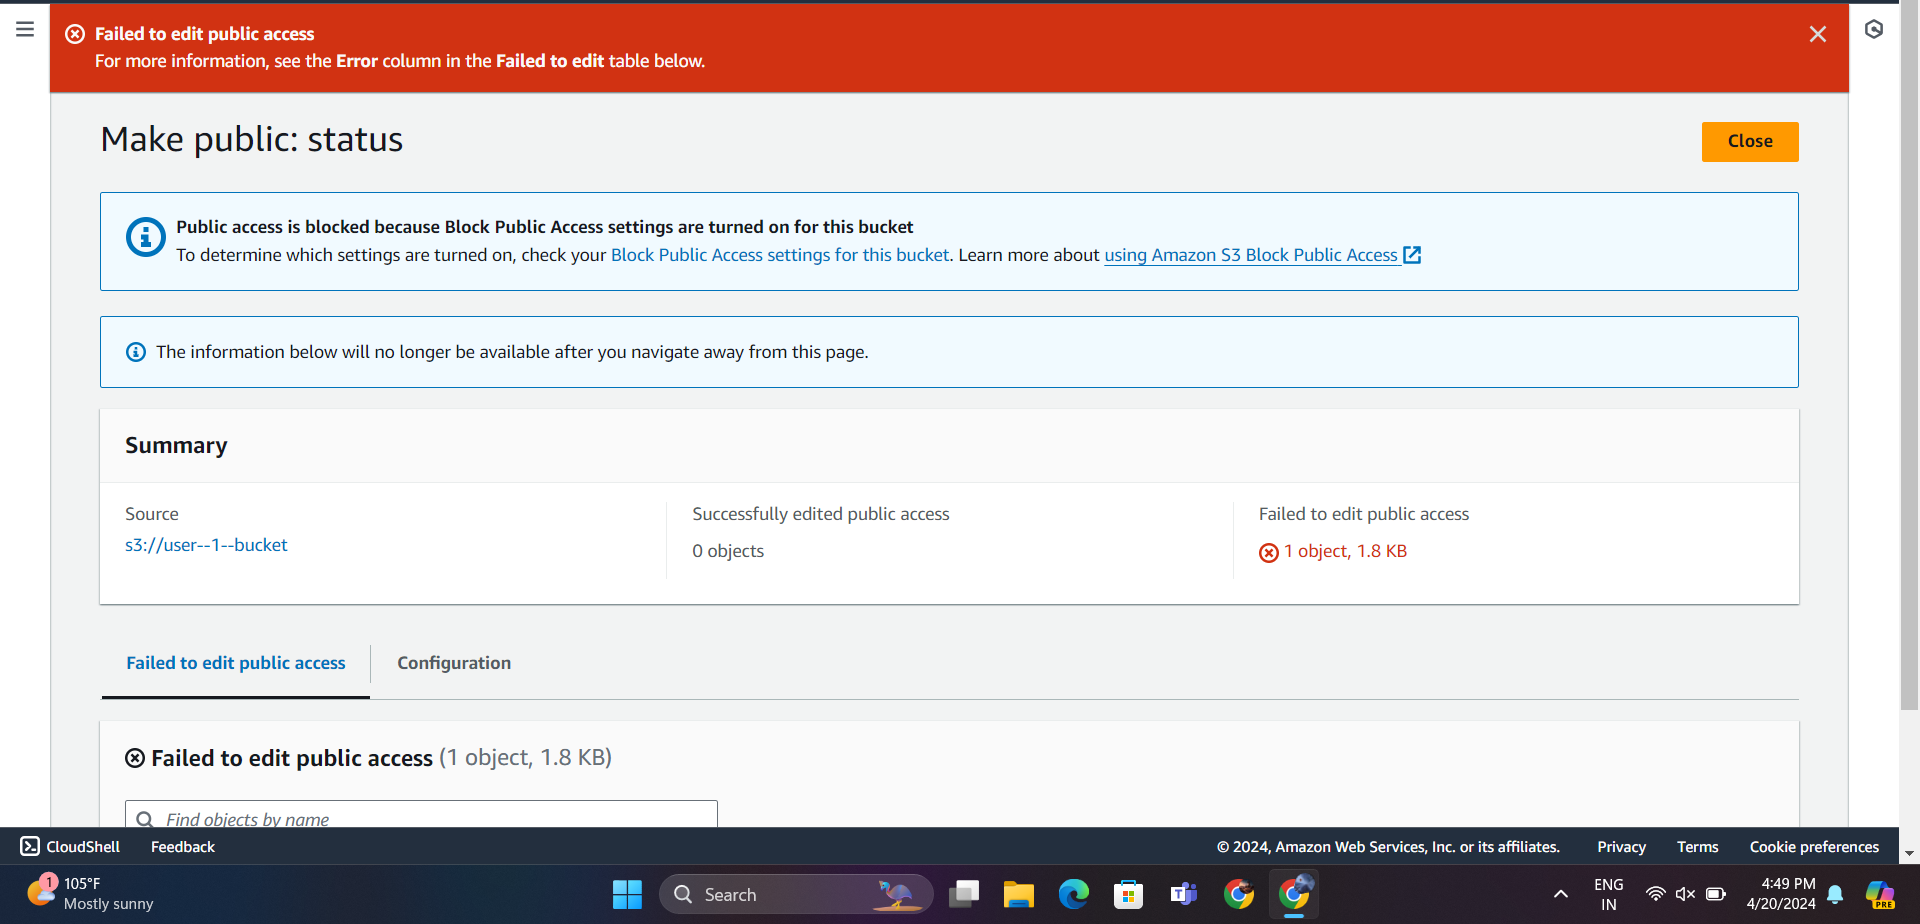 Failed to edit public access
For more information, see the Error column in the Failed to edit table below.
Make public: status
Close
Public access is blocked because Block Public Access settings are turned on for this bucket
To determine which settings are turned on, check your Block Public Access settings for this bucket. Learn more about using Amazon S3 Block Public Access
The information below will no longer be available after you navigate away from this page.
Summary
Source
s3://user--1--bucket
Successfully edited public access
0 objects
Failed to edit public access
1 object, 1.8 KB
Failed to edit public access
Configuration
Failed to edit public access (1 object, 1.8 KB)
Find objects by name
CloudShell
Feedback
© 2024, Amazon Web Services, Inc. or its affiliates.
Privacy
Terms
Cookie preferences
1
105°F
Mostly sunny
Search
ENG
IN
4:49 PM
4/20/2024
PRE